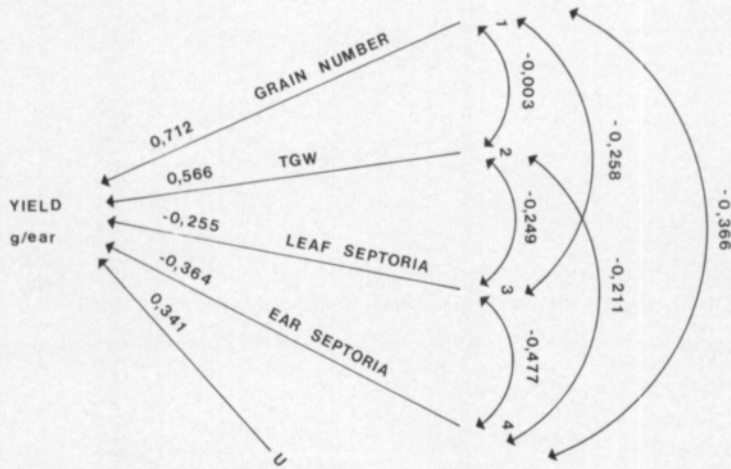 YIELD
g/ear
GRAIN NUMBER
0,712
TGW
0,566
LEAF SEPTORIA
-0,255
EAR SEPTORIA
-0,364
0,341
U
1
2
3
4
-0,003
-0,249
-0,477
-0,258
-0,211
-0,366